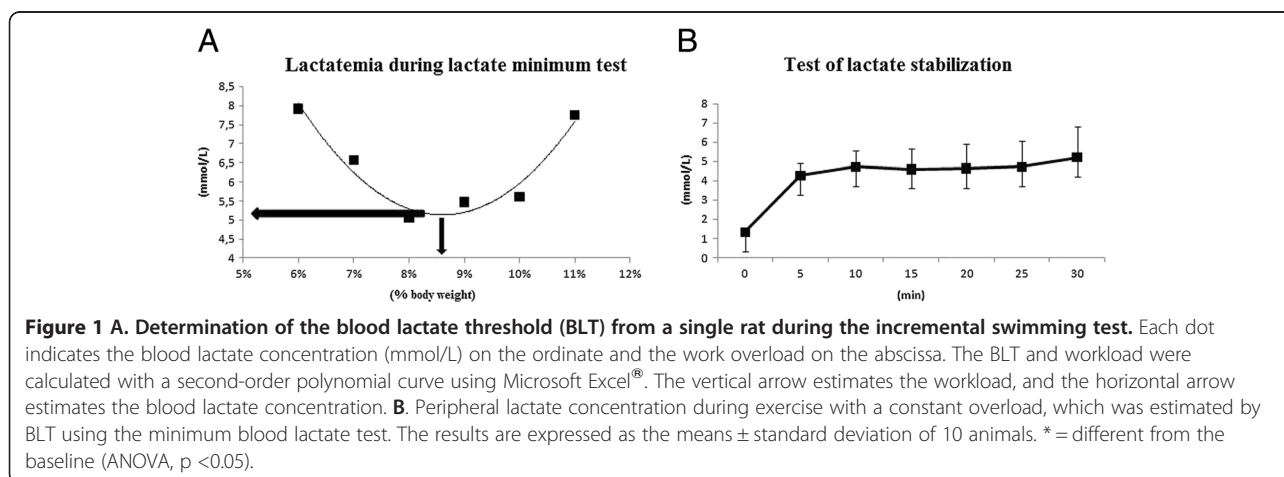 A
Lactatemia during lactate minimum test
(mmol/L)
8,5
8
7,5
7
6,5
6
5,5
5
4,5
4
5% 6% 7% 8% 9% 10% 11% 12%
(% body weight)
B
Test of lactate stabilization
(mmol/L)
8
7
6
5
4
3
2
1
0
0 5 10 15 20 25 30
(min)
Figure 1 A. Determination of the blood lactate threshold (BLT) from a single rat during the incremental swimming test. Each dot
indicates the blood lactate concentration (mmol/L) on the ordinate and the work overload on the abscissa. The BLT and workload were
calculated with a second-order polynomial curve using Microsoft Excel®. The vertical arrow estimates the workload, and the horizontal arrow
estimates the blood lactate concentration. B. Peripheral lactate concentration during exercise with a constant overload, which was estimated by
BLT using the minimum blood lactate test. The results are expressed as the means ± standard deviation of 10 animals. * = different from the
baseline (ANOVA, p <0.05).